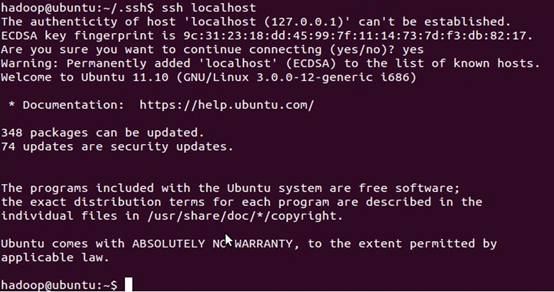 hadoop@ubuntu:~/.ssh$ ssh localhost
The authenticity of host 'localhost (127.0.0.1)' can't be established.
ECDSA key fingerprint is 9c:31:23:18:dd:45:99:7f:11:14:73:7d:f3:db:82:17.
Are you sure you want to continue connecting (yes/no)? yes
Warning: Permanently added 'localhost' (ECDSA) to the list of known hosts.
Welcome to Ubuntu 11.10 (GNU/Linux 3.0.0-12-generic i686)
* Documentation:  https://help.ubuntu.com/
348 packages can be updated.
74 updates are security updates.
The programs included with the Ubuntu system are free software;
the exact distribution terms for each program are described in the
individual files in /usr/share/doc/*/copyright.
Ubuntu comes with ABSOLUTELY NO WARRANTY, to the extent permitted by
applicable law.
hadoop@ubuntu:~$